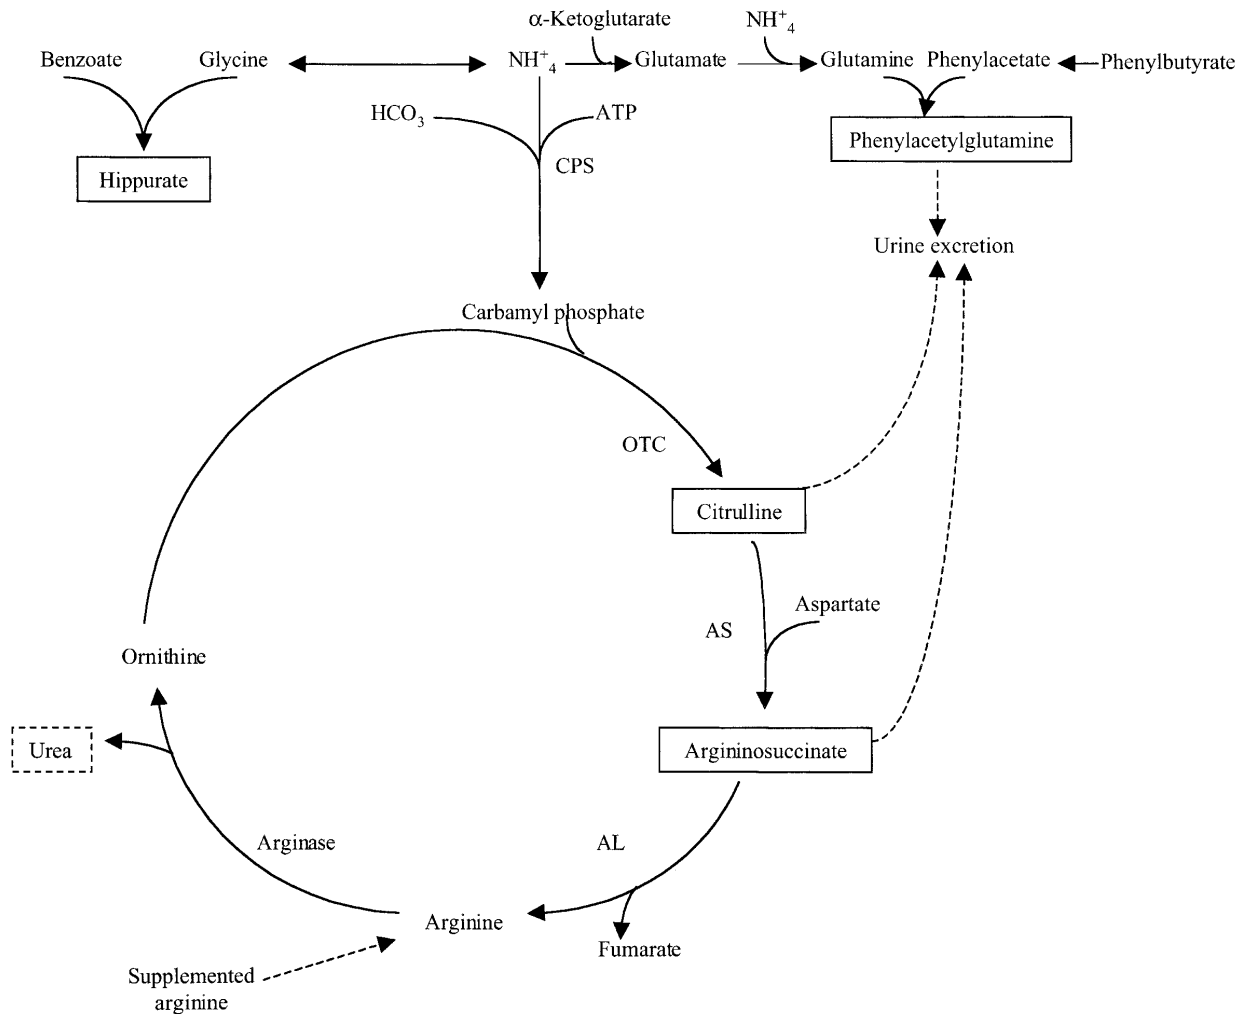 α-Ketoglutarate
NH⁺₄
Benzoate
Glycine
NH⁺₄
Glutamate
Glutamine
Phenylacetate
Phenylbutyrate
HCO₃
ATP
CPS
Phenylacetylglutamine
Hippurate
Urine excretion
Carbamyl phosphate
OTC
Citrulline
Aspartate
AS
Ornithine
Urea
Argininosuccinate
Arginase
AL
Arginine
Fumarate
Supplemented
arginine